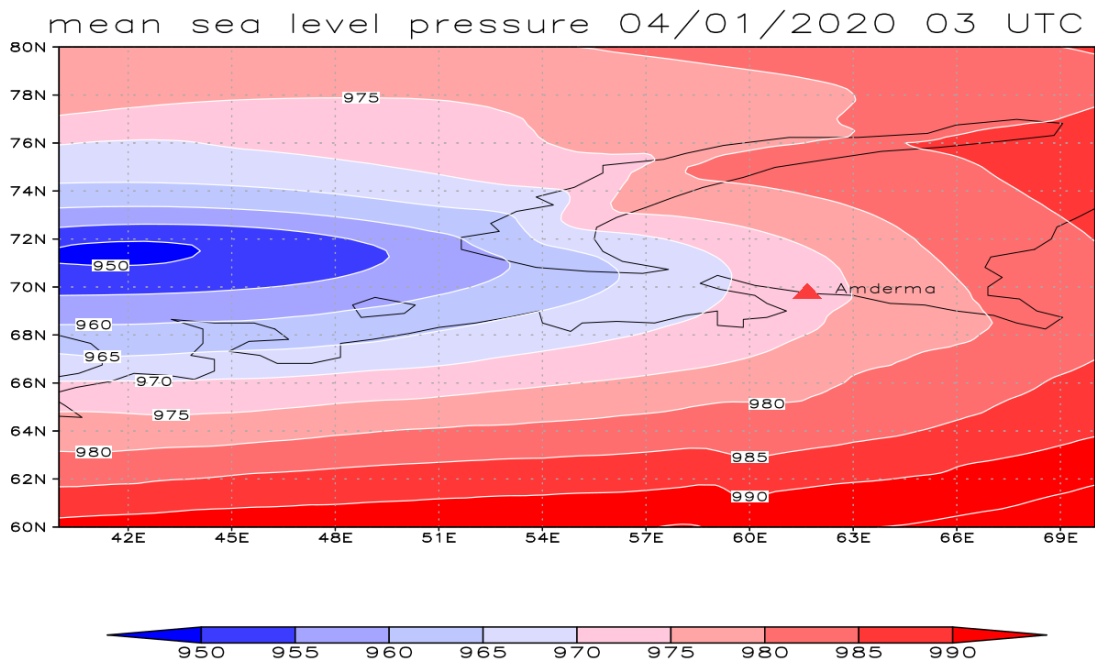 mean sea level pressure 04/01/2020 03 UTC
80N
78N
975
76N
74N
72N
950
70N
Amderma
960
68N
965
970
66N
975
980
64N
980
985
62N
990
60N
42E 45E 48E 51E 54E 57E 60E 63E 66E 69E
950 955 960 965 970 975 980 985 990